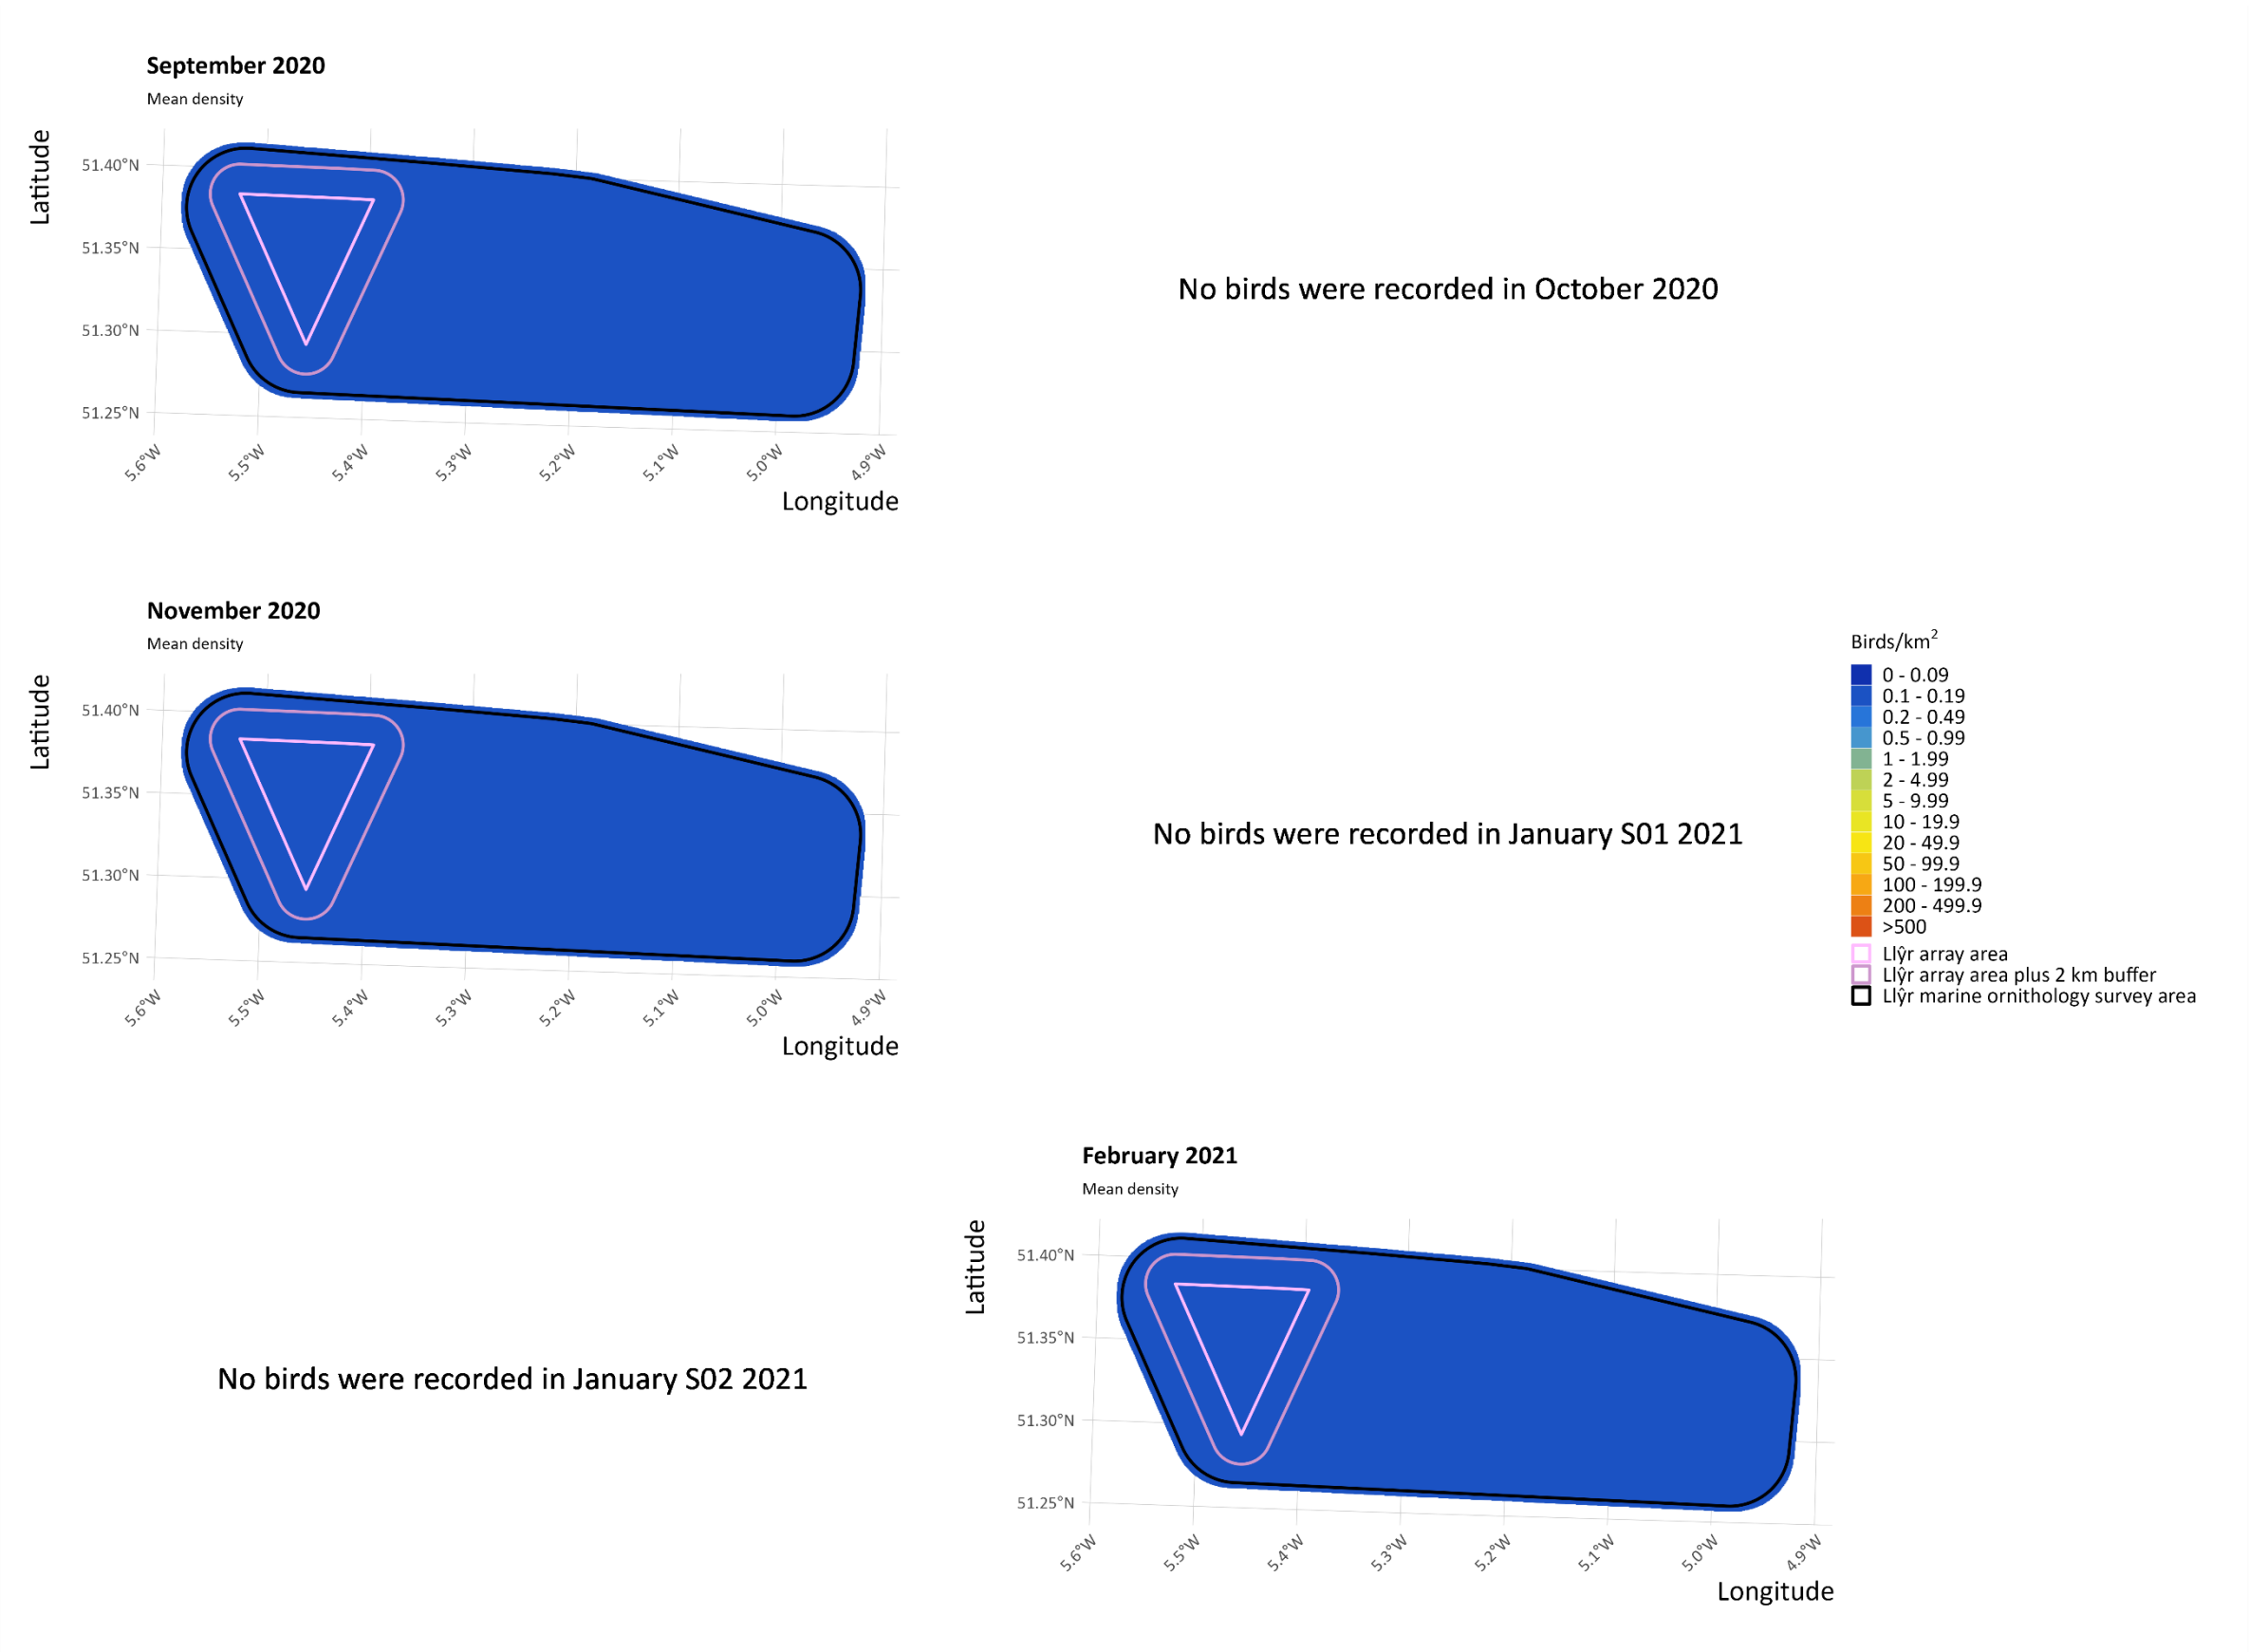 September 2020
Mean density
Latitude
51.40°N
51.35°N
51.30°N
51.25°N
5.6°W
5.5°W
5.4°W
5.3°W
5.2°W
5.1°W
5.0°W
4.9°W
Longitude
No birds were recorded in October 2020
November 2020
Mean density
Latitude
51.40°N
51.35°N
51.30°N
51.25°N
5.6°W
5.5°W
5.4°W
5.3°W
5.2°W
5.1°W
5.0°W
4.9°W
Longitude
No birds were recorded in January S01 2021
Birds/km²
0 - 0.09
0.1 - 0.19
0.2 - 0.49
0.5 - 0.99
1 - 1.99
2 - 4.99
5 - 9.99
10 - 19.9
20 - 49.9
50 - 99.9
100 - 199.9
200 - 499.9
>500
Llŷr array area
Llŷr array area plus 2 km buffer
Llŷr marine ornithology survey area
No birds were recorded in January S02 2021
February 2021
Mean density
Latitude
51.40°N
51.35°N
51.30°N
51.25°N
5.6°W
5.5°W
5.4°W
5.3°W
5.2°W
5.1°W
5.0°W
4.9°W
Longitude